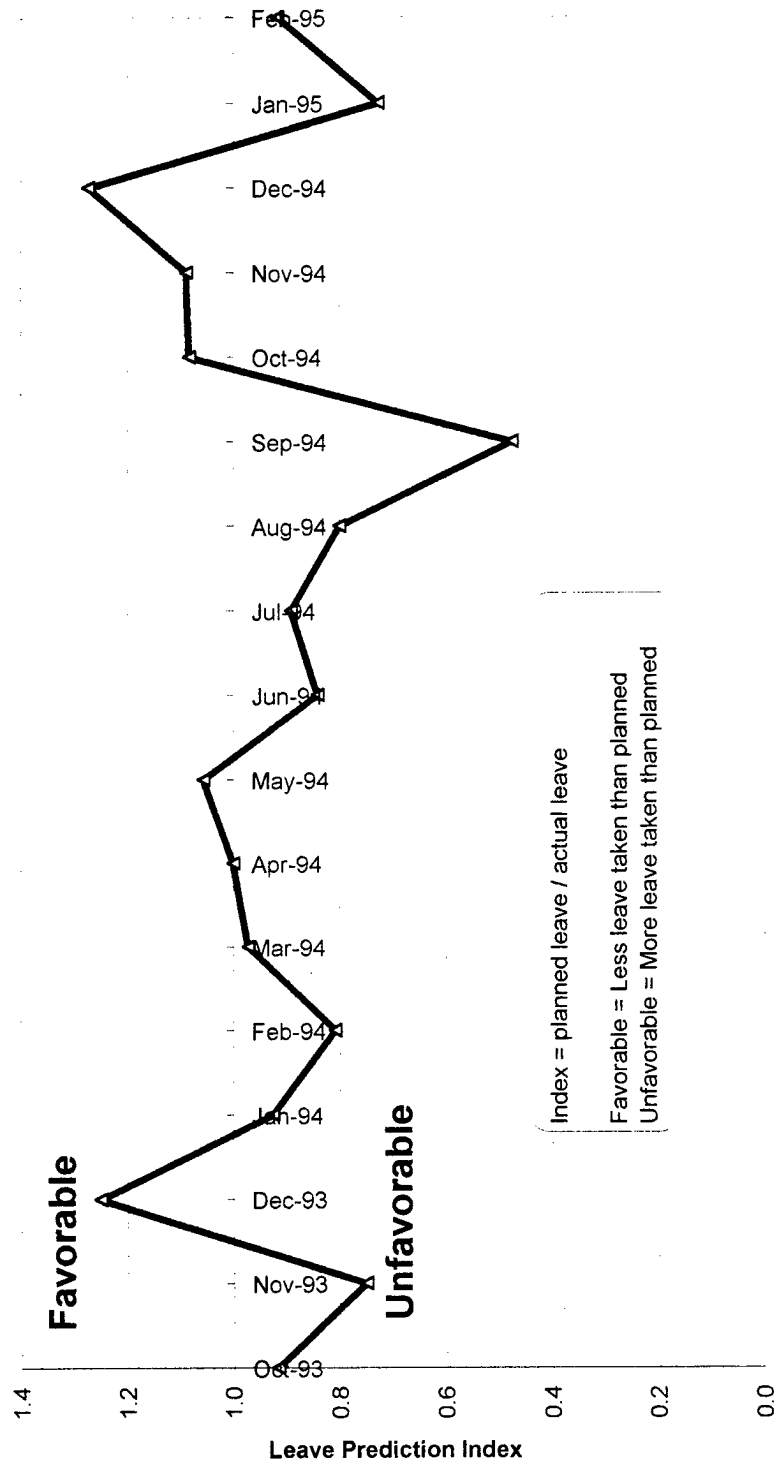 Favorable
Unfavorable
Leave Prediction Index
1.4
1.2
1.0
0.8
0.6
0.4
0.2
0.0
Oct-93
Nov-93
Dec-93
Jan-94
Feb-94
Mar-94
Apr-94
May-94
Jun-94
Jul-94
Aug-94
Sep-94
Oct-94
Nov-94
Dec-94
Jan-95
Feb-95
Index = planned leave / actual leave
Favorable = Less leave taken than planned
Unfavorable = More leave taken than planned